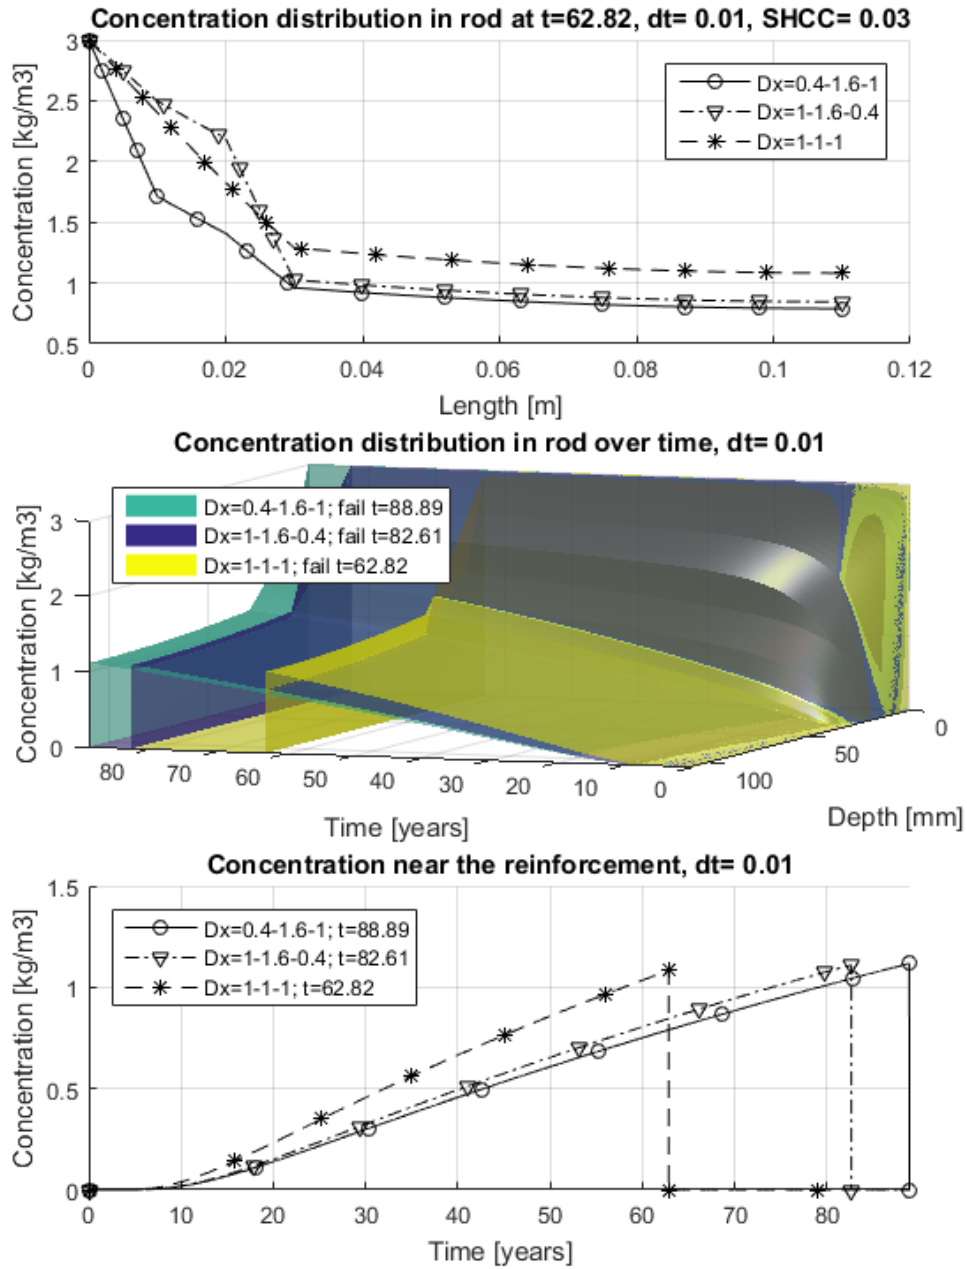 Concentration distribution in rod at t=62.82, dt= 0.01, SHCC= 0.03
Concentration [kg/m3]
3
2.5
2
1.5
1
0.5
0
0.02
0.04
0.06
0.08
0.1
0.12
Length [m]
Dx=0.4-1.6-1
Dx=1-1.6-0.4
Dx=1-1-1
Concentration distribution in rod over time, dt= 0.01
Concentration [kg/m3]
3
2
1
0
Dx=0.4-1.6-1; fail t=88.89
Dx=1-1.6-0.4; fail t=82.61
Dx=1-1-1; fail t=62.82
80
70
60
50
40
30
20
10
0
Time [years]
100
50
0
Depth [mm]
Concentration near the reinforcement, dt= 0.01
Concentration [kg/m3]
1.5
1
0.5
0
Dx=0.4-1.6-1; t=88.89
Dx=1-1.6-0.4; t=82.61
Dx=1-1-1; t=62.82
0
10
20
30
40
50
60
70
80
Time [years]